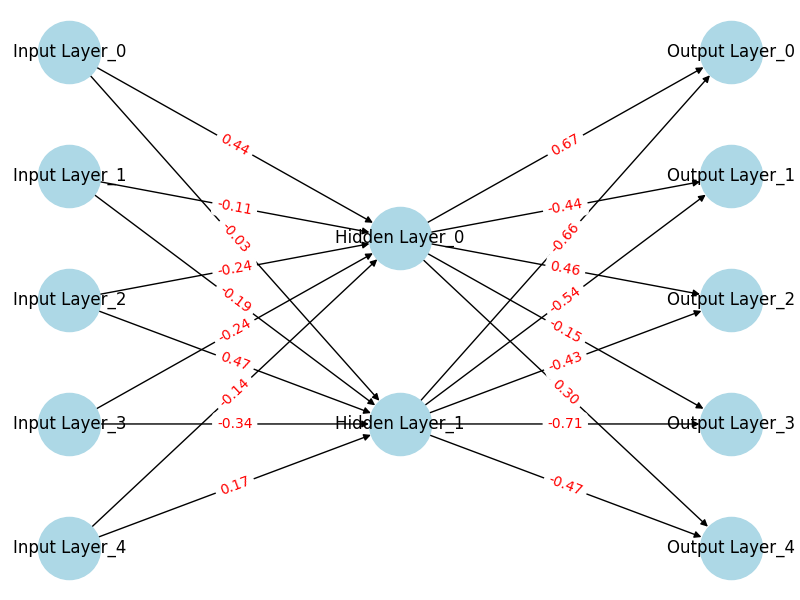 Input Layer_0
Output Layer_0
0.44
0.67
Input Layer_1
Output Layer_1
-0.11
-0.44
-0.03
Hidden Layer_0
-0.66
-0.24
0.46
Input Layer_2
Output Layer_2
-0.19
-0.54
-0.24
-0.15
0.47
-0.43
-0.14
0.30
Input Layer_3
-0.34
Hidden Layer_1
-0.71
Output Layer_3
0.17
-0.47
Input Layer_4
Output Layer_4